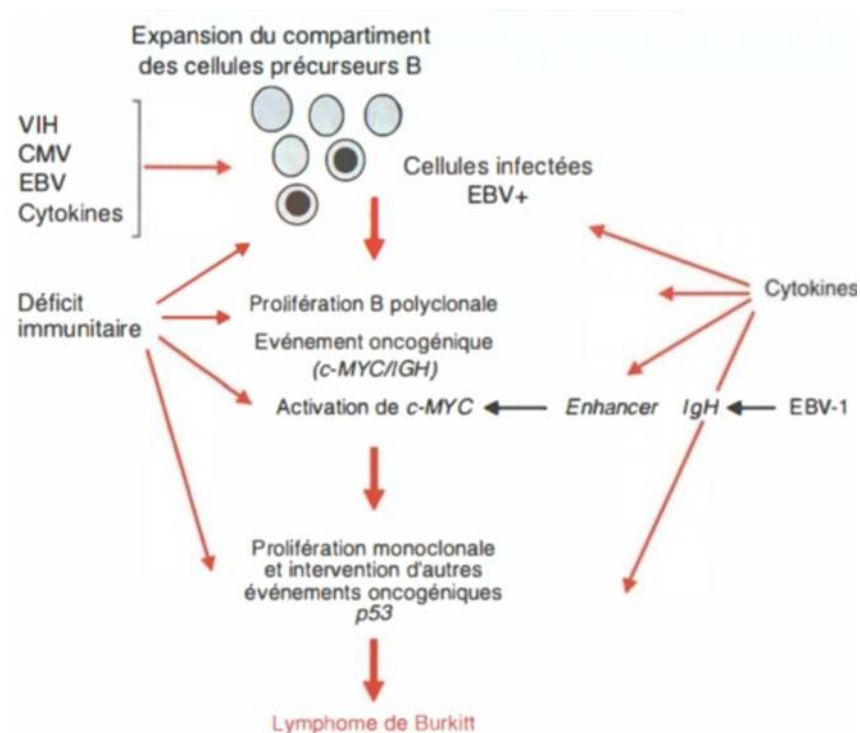 Expansion du compartiment
des cellules précurseurs B
VIH
CMV
EBV
Cytokines
Cellules infectées
EBV+
Déficit
immunitaire
Prolifération B polyclonale
Cytokines
Evénement oncogénique
(c-MYC/IGH)
Activation de c-MYC Enhancer IgH EBV-1
Prolifération monoclonale
et intervention d'autres
événements oncogéniques
p53
Lymphome de Burkitt